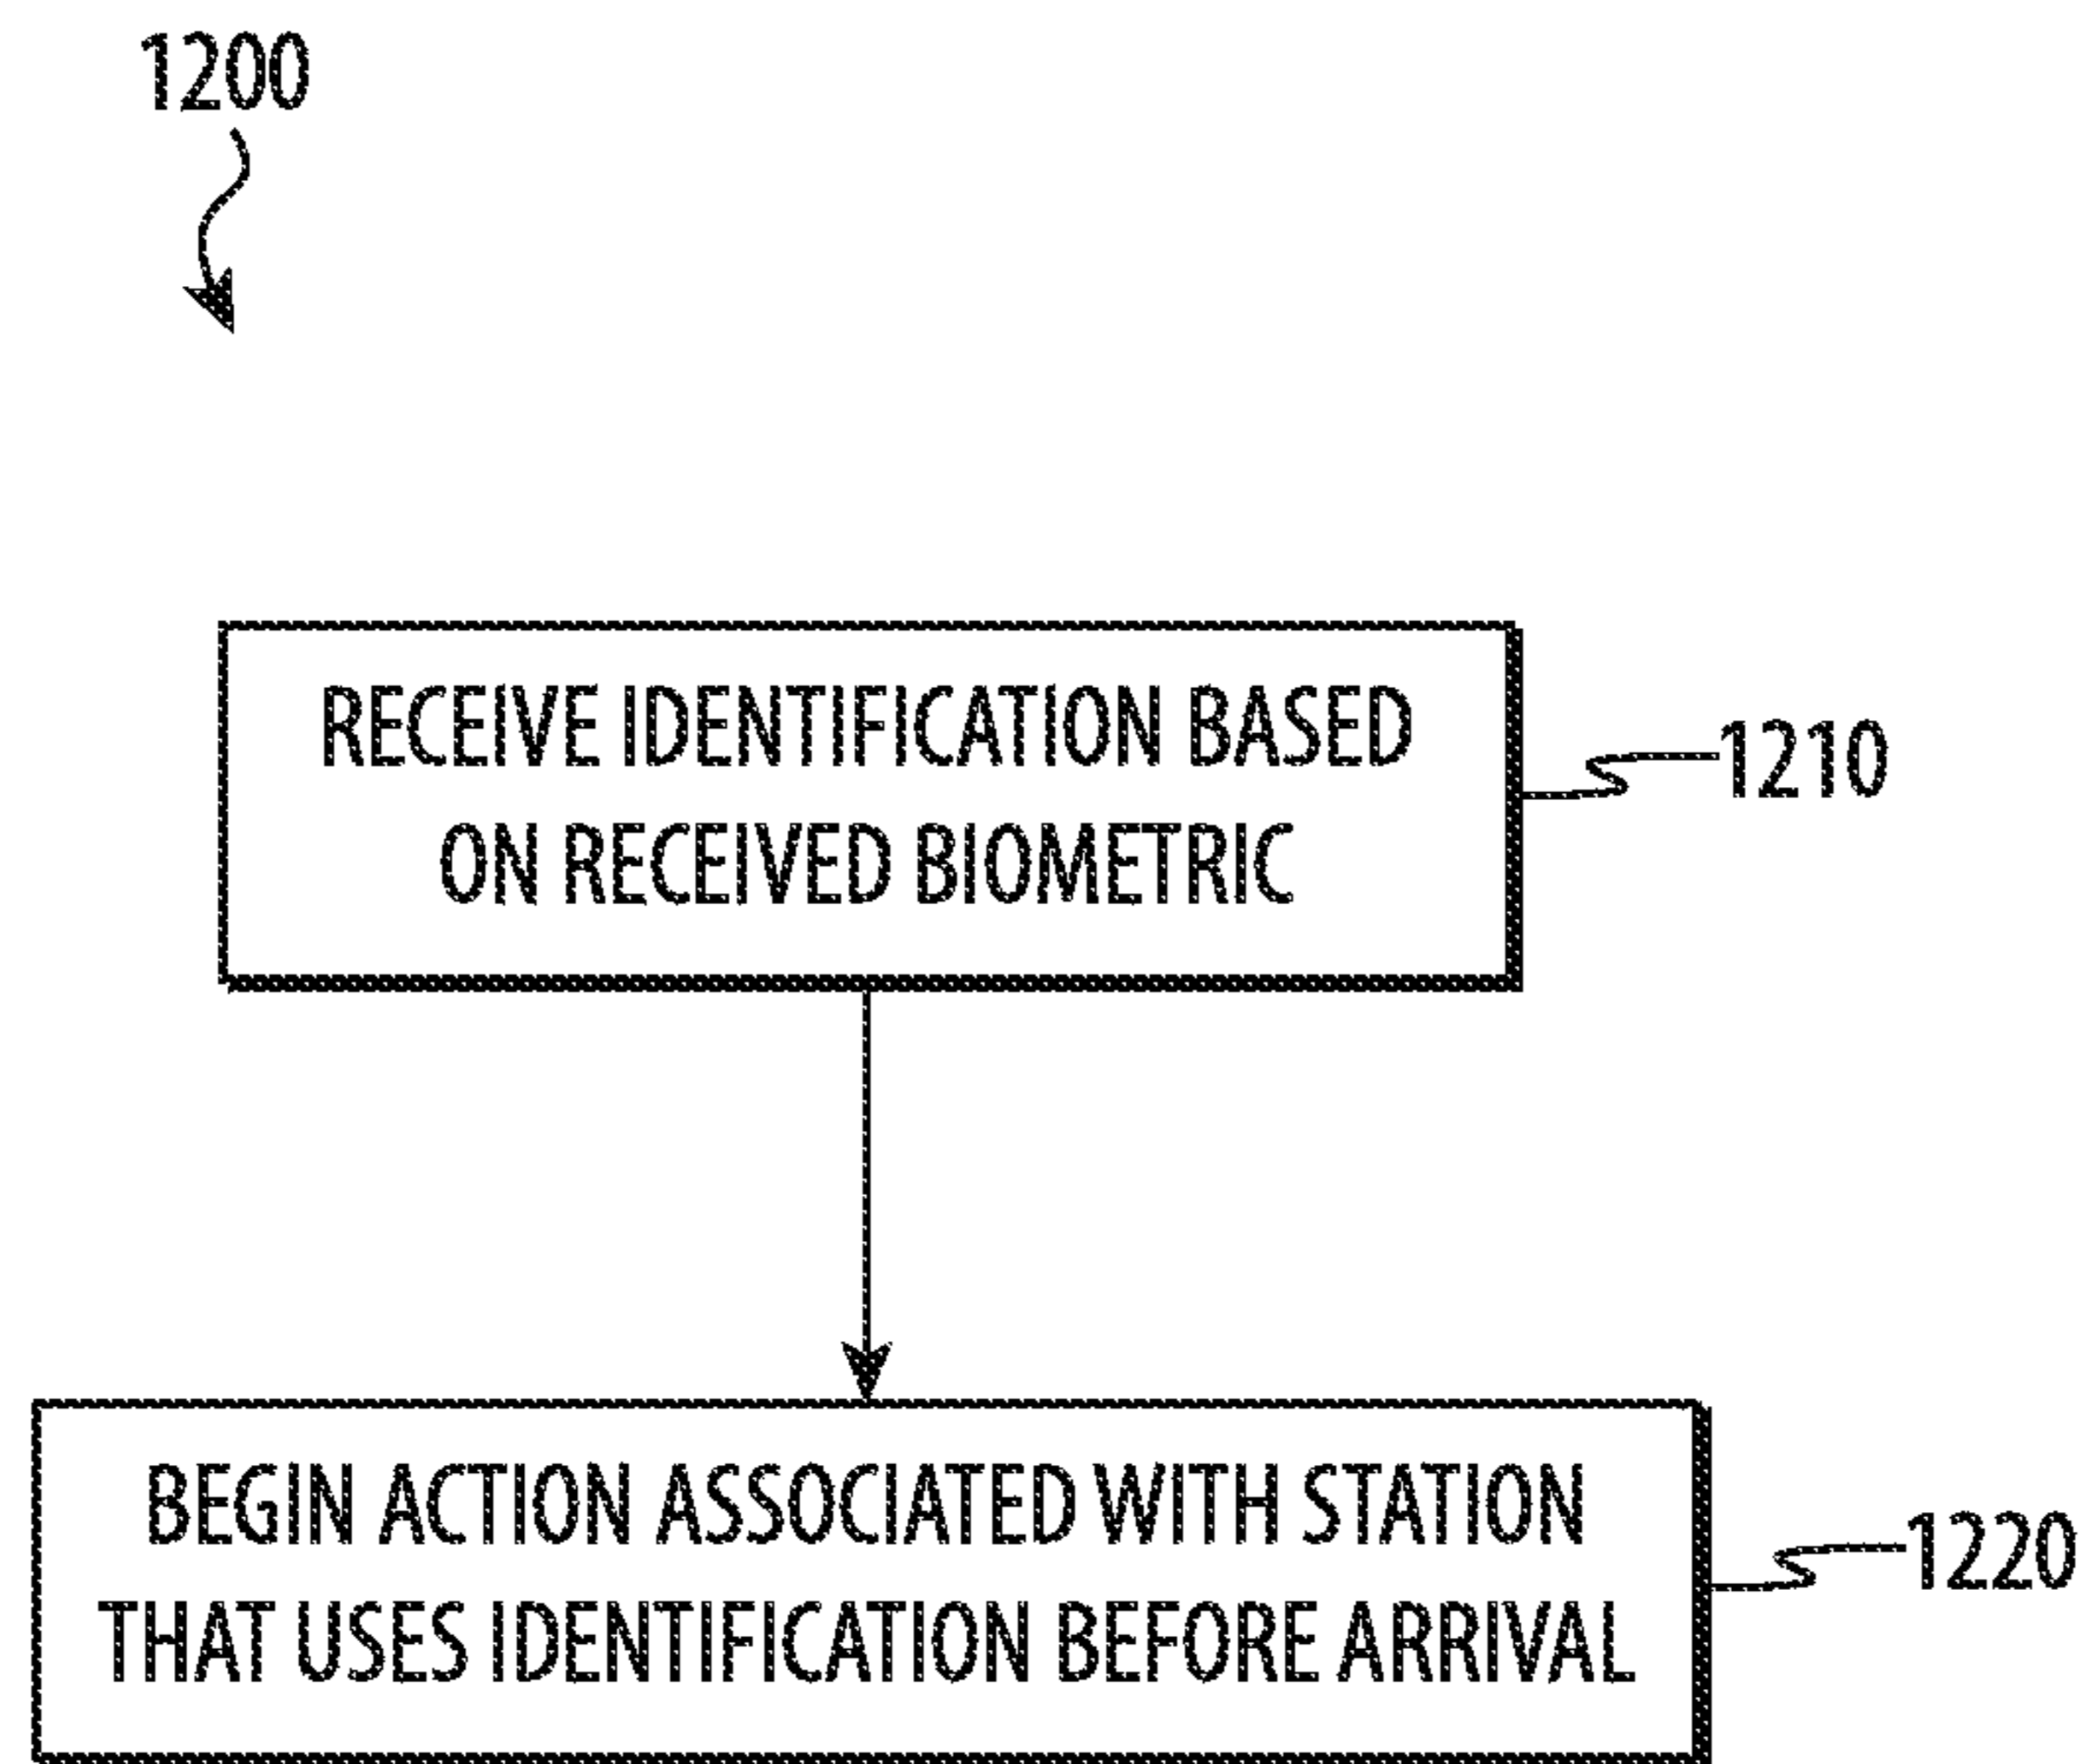 1200
RECEIVE IDENTIFICATION BASED
ON RECEIVED BIOMETRIC
1210
BEGIN ACTION ASSOCIATED WITH STATION
THAT USES IDENTIFICATION BEFORE ARRIVAL
1220